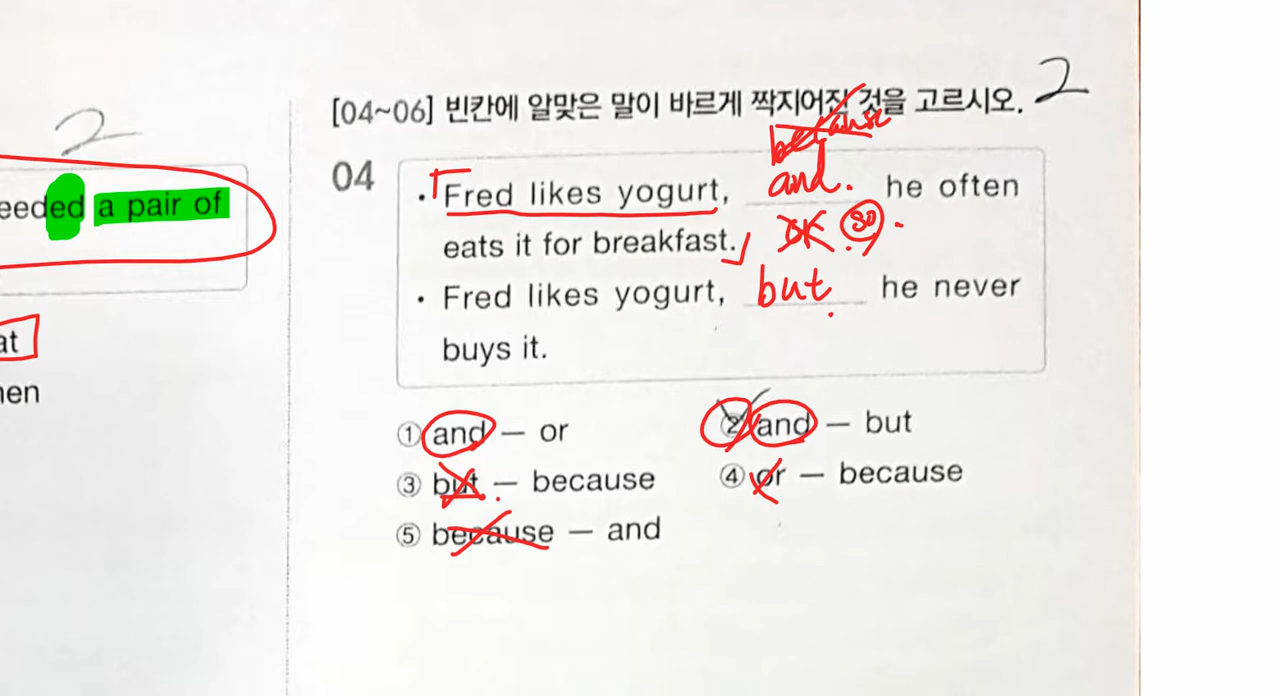 2
[04~06] 빈칸에 알맞은 말이 바르게 짝지어진 것을 고르시오. 2
eeded a pair of
at
nen
04
because
· Fred likes yogurt, and. he often
eats it for breakfast. so
· Fred likes yogurt, but he never
buys it.
① and – or ② and – but
③ but – because ④ or – because
⑤ because – and